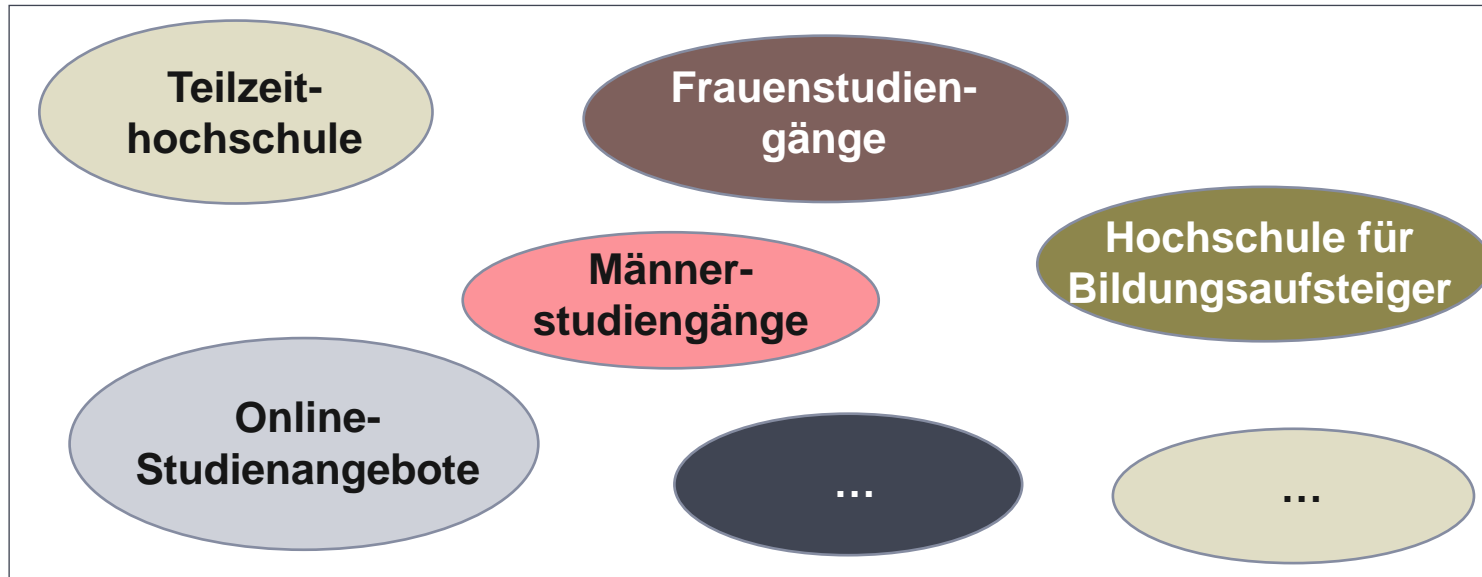 Teilzeit-
hochschule
Frauenstudien-
gänge
Hochschule für
Bildungsaufsteiger
Männer-
studiengänge
Online-
Studienangebote
...
...